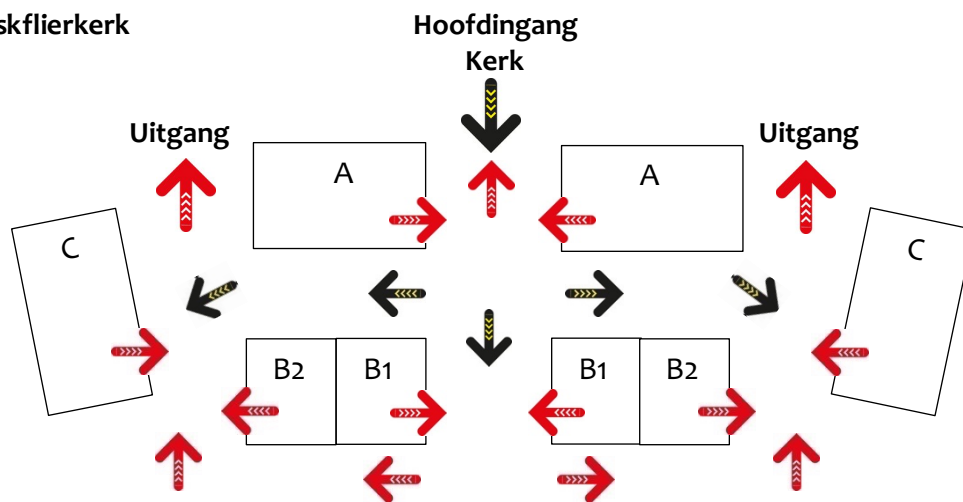 skflierkerk
Hoofdingang
Kerk
Uitgang
Uitgang
A
A
C
C
B2
B1
B1
B2